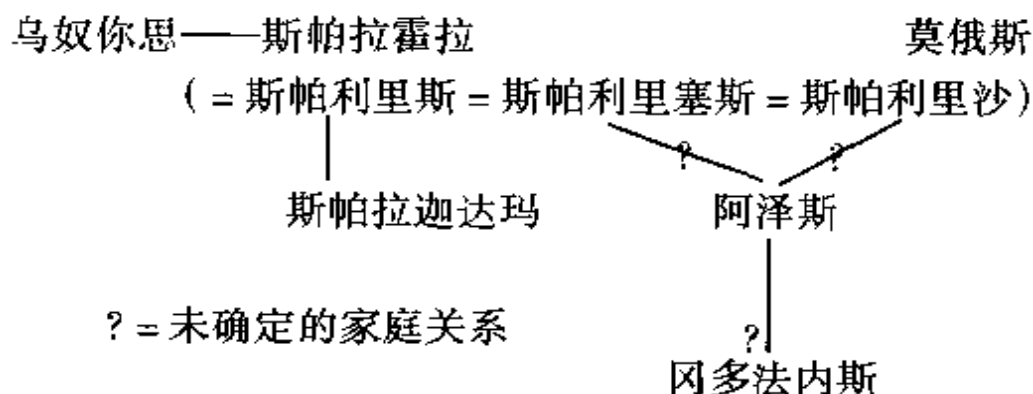 乌奴你思——斯帕拉霍拉 莫俄斯
(=斯帕利里斯=斯帕利里塞斯=斯帕利里沙)
? ?
斯帕拉迦达玛 阿泽斯
?=未确定的家庭关系 ?
冈多法内斯